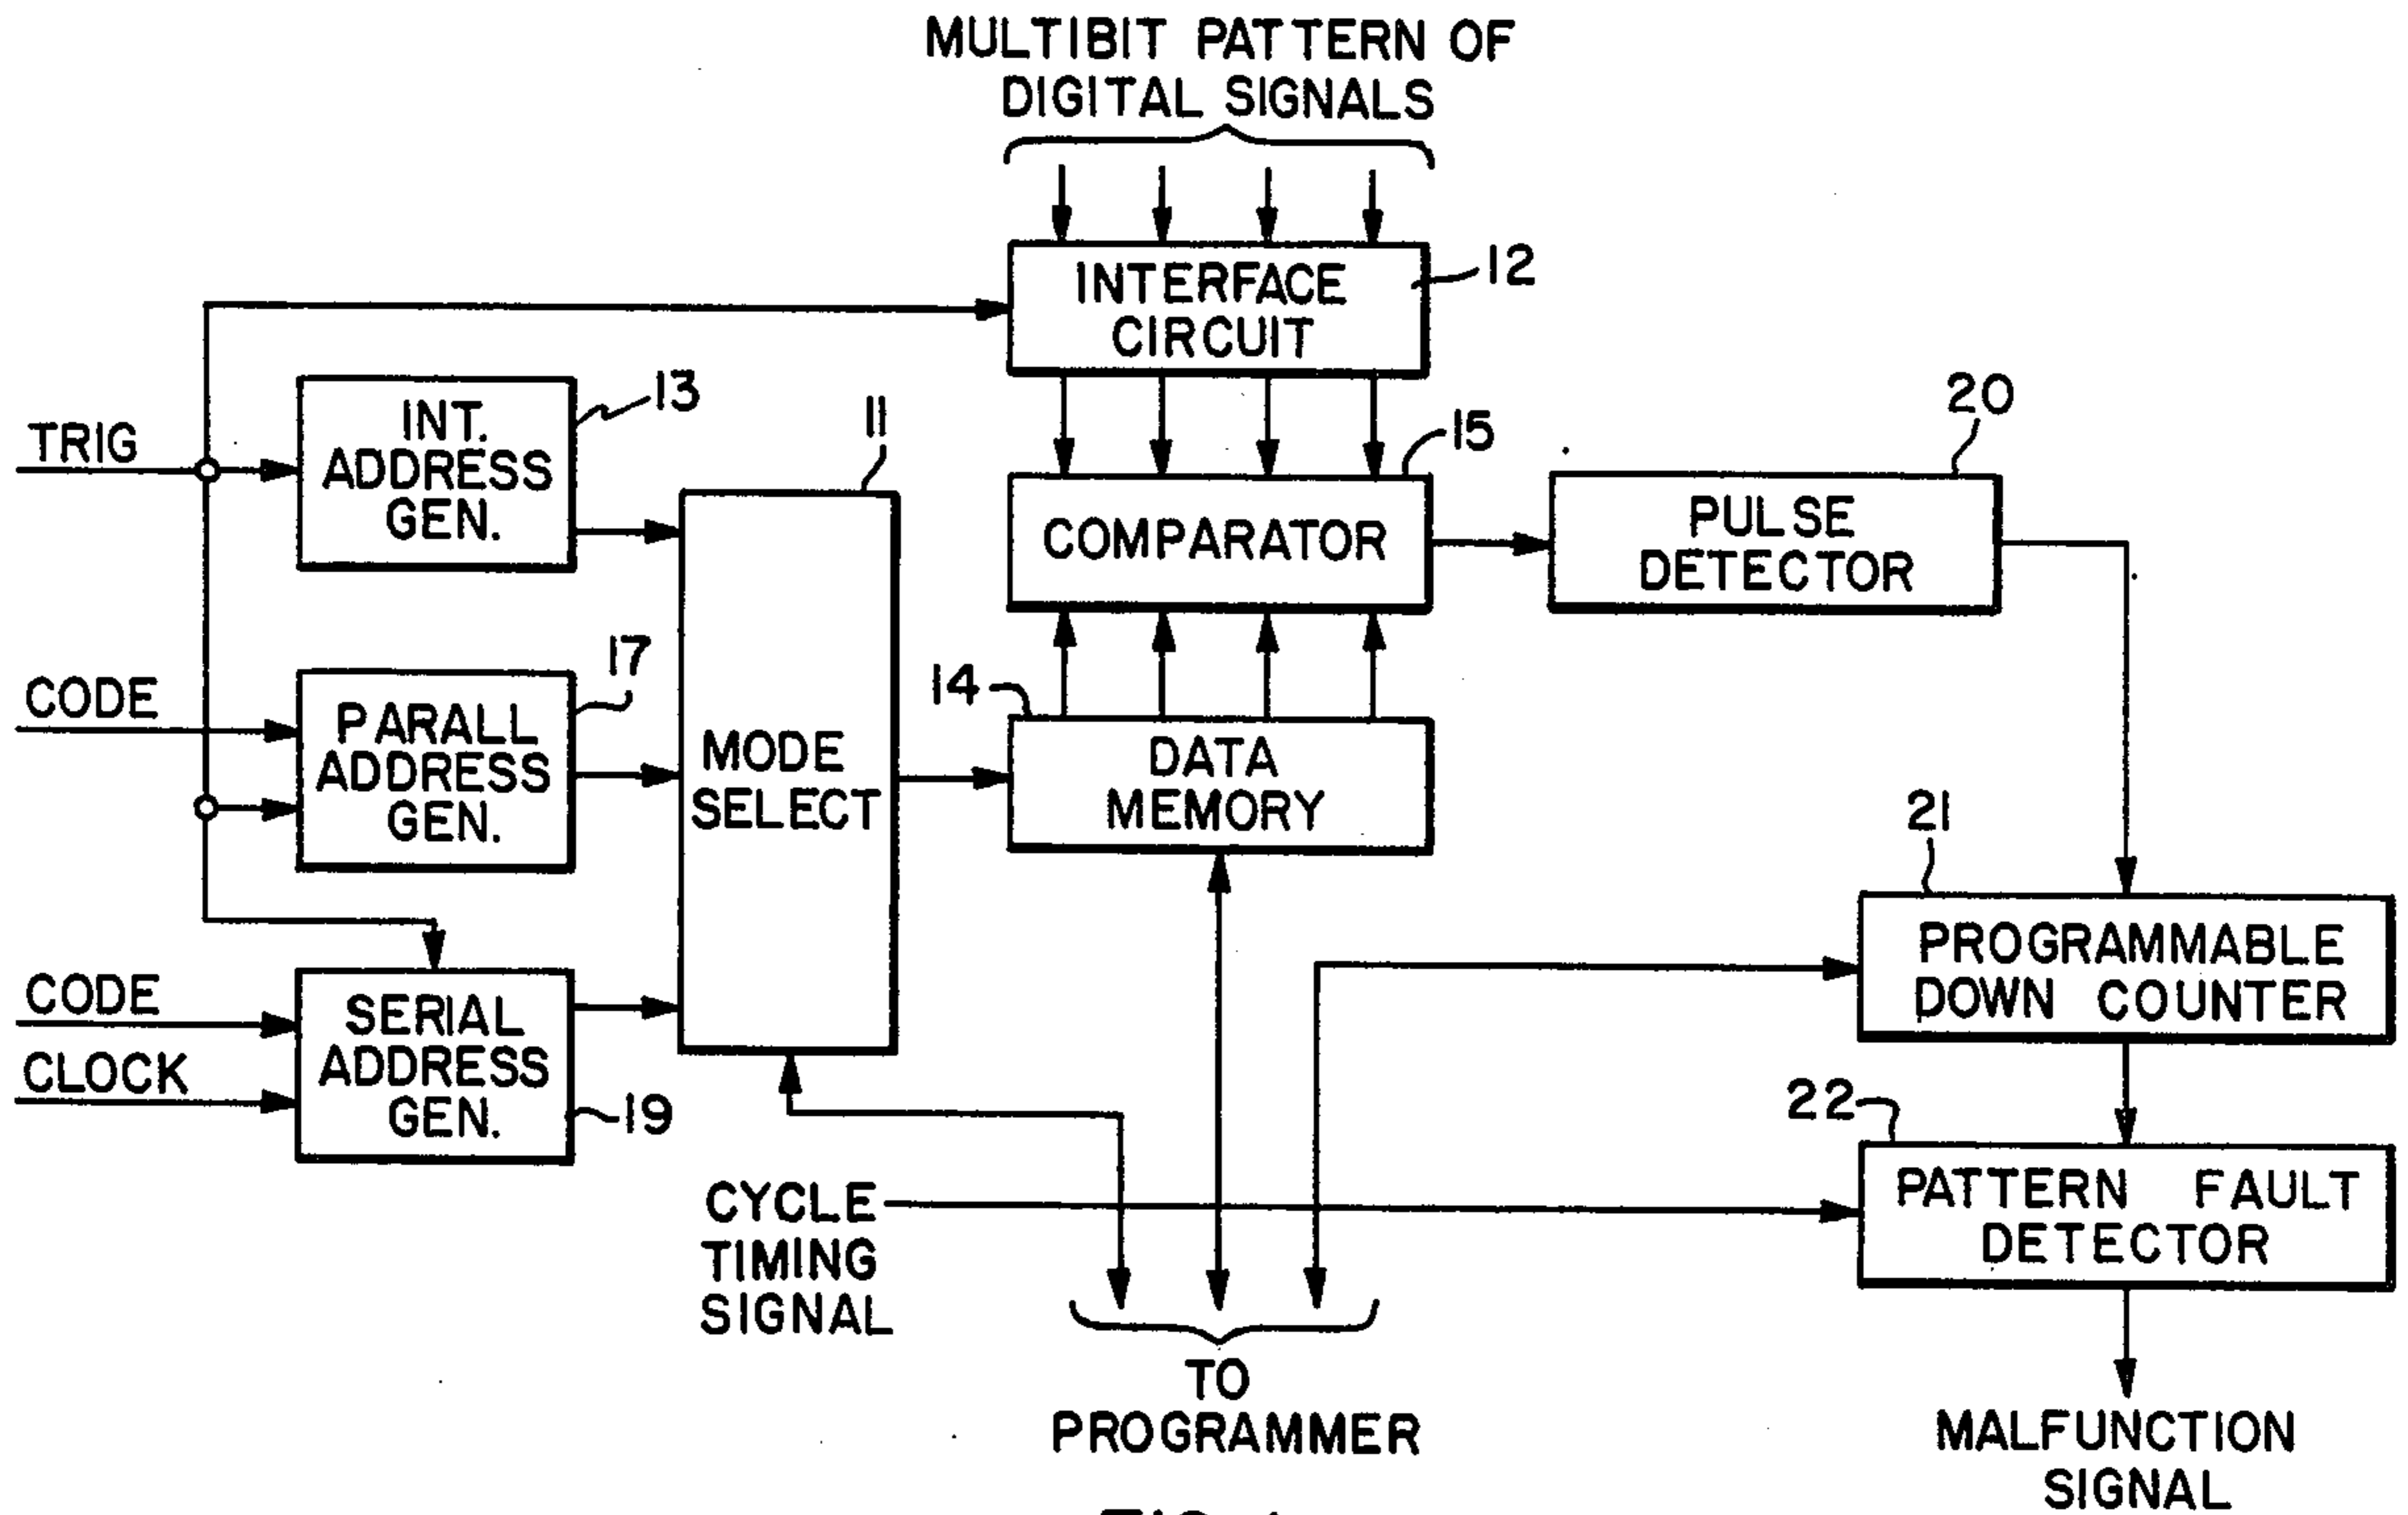 MULTIBIT PATTERN OF
DIGITAL SIGNALS
INTERFACE
CIRCUIT
12
TRIG
INT.
ADDRESS
GEN.
13
11
COMPARATOR
15
PULSE
DETECTOR
20
CODE
PARALL
ADDRESS
GEN.
17
MODE
SELECT
14
DATA
MEMORY
21
PROGRAMMABLE
DOWN COUNTER
CODE
CLOCK
SERIAL
ADDRESS
GEN.
19
22
PATTERN FAULT
DETECTOR
CYCLE
TIMING
SIGNAL
TO
PROGRAMMER
MALFUNCTION
SIGNAL